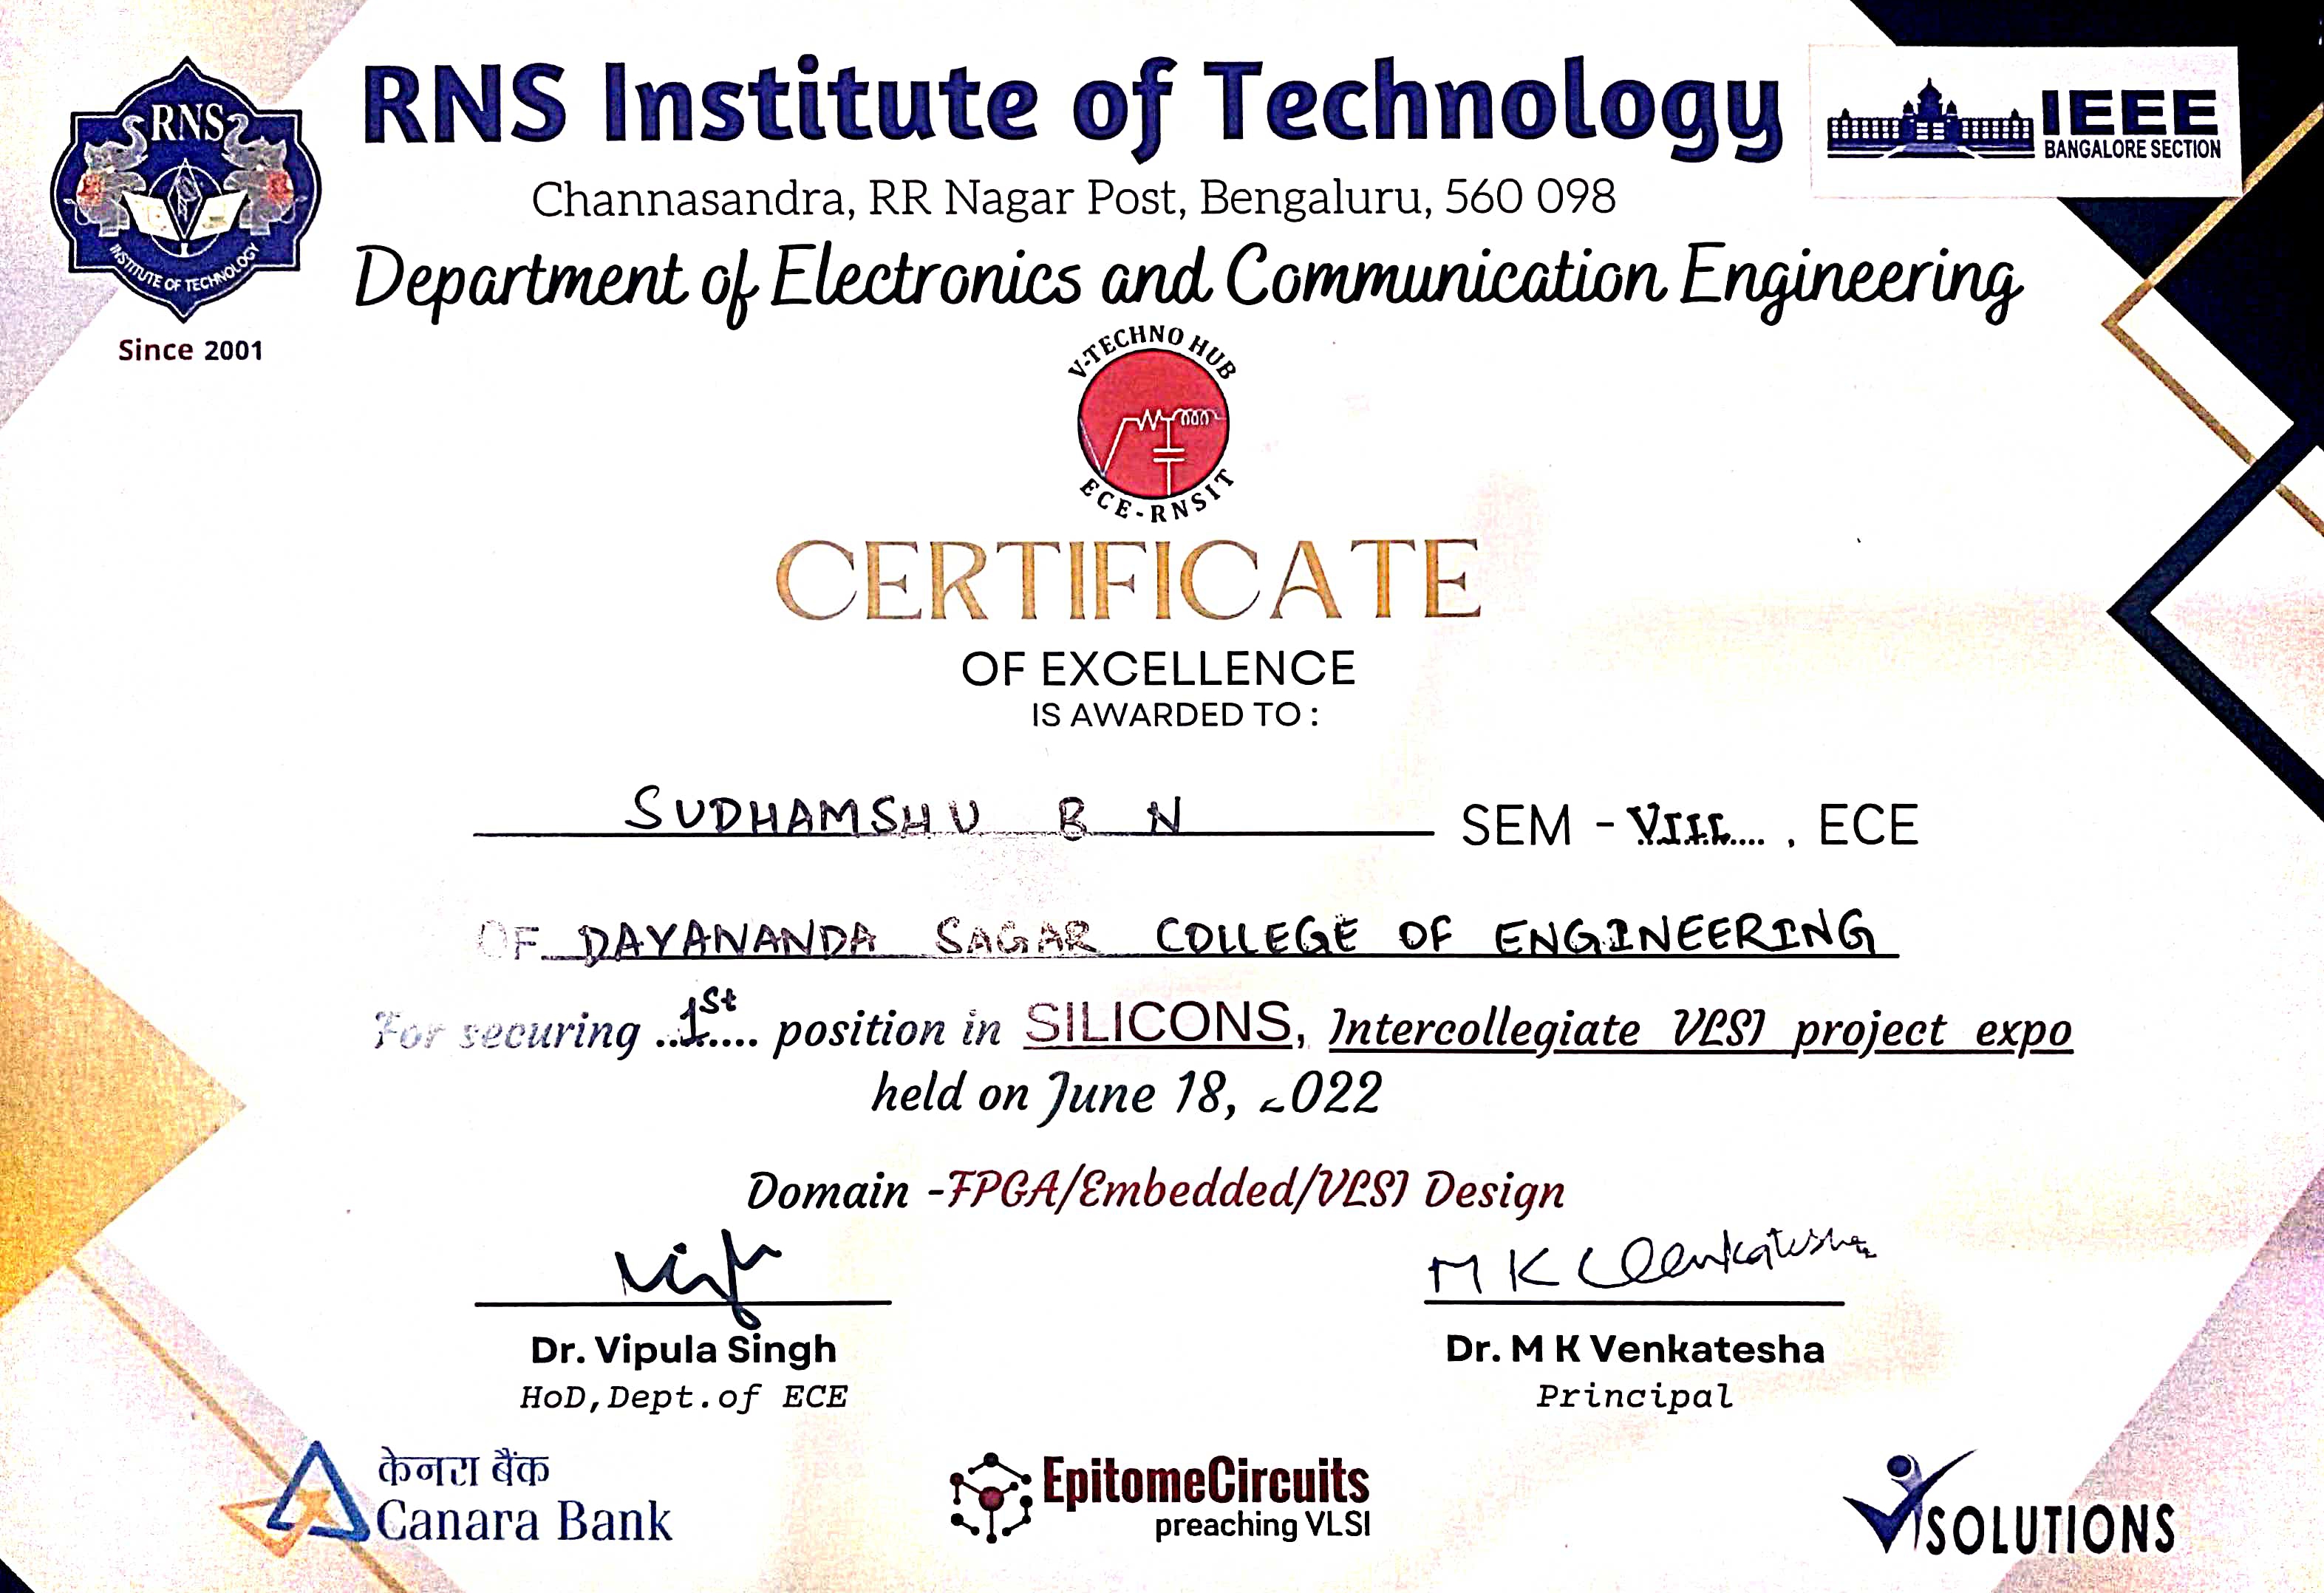 RNS
INSTITUTE OF TECHNOLOGY
Since 2001
RNS Institute of Technology
IEEE
BANGALORE SECTION
Channasandra, RR Nagar Post, Bengaluru, 560 098
Department of Electronics and Communication Engineering
V-TECHNO HUB
ECE-RNSIT
CERTIFICATE
OF EXCELLENCE
IS AWARDED TO :
SUDHAMSHU B N SEM - VIII.... , ECE
OF DAYANANDA SAGAR COLLEGE OF ENGINEERING
For securing ..1st.... position in SILICONS, Intercollegiate VLSI project expo
held on June 18, 2022
Domain -FPGA/Embedded/VLSI Design
M K Venkatesha
Dr. Vipula Singh Dr. M K Venkatesha
HoD,Dept.of ECE Principal
केनरा बैंक
Canara Bank
EpitomeCircuits
preaching VLSI
SOLUTIONS